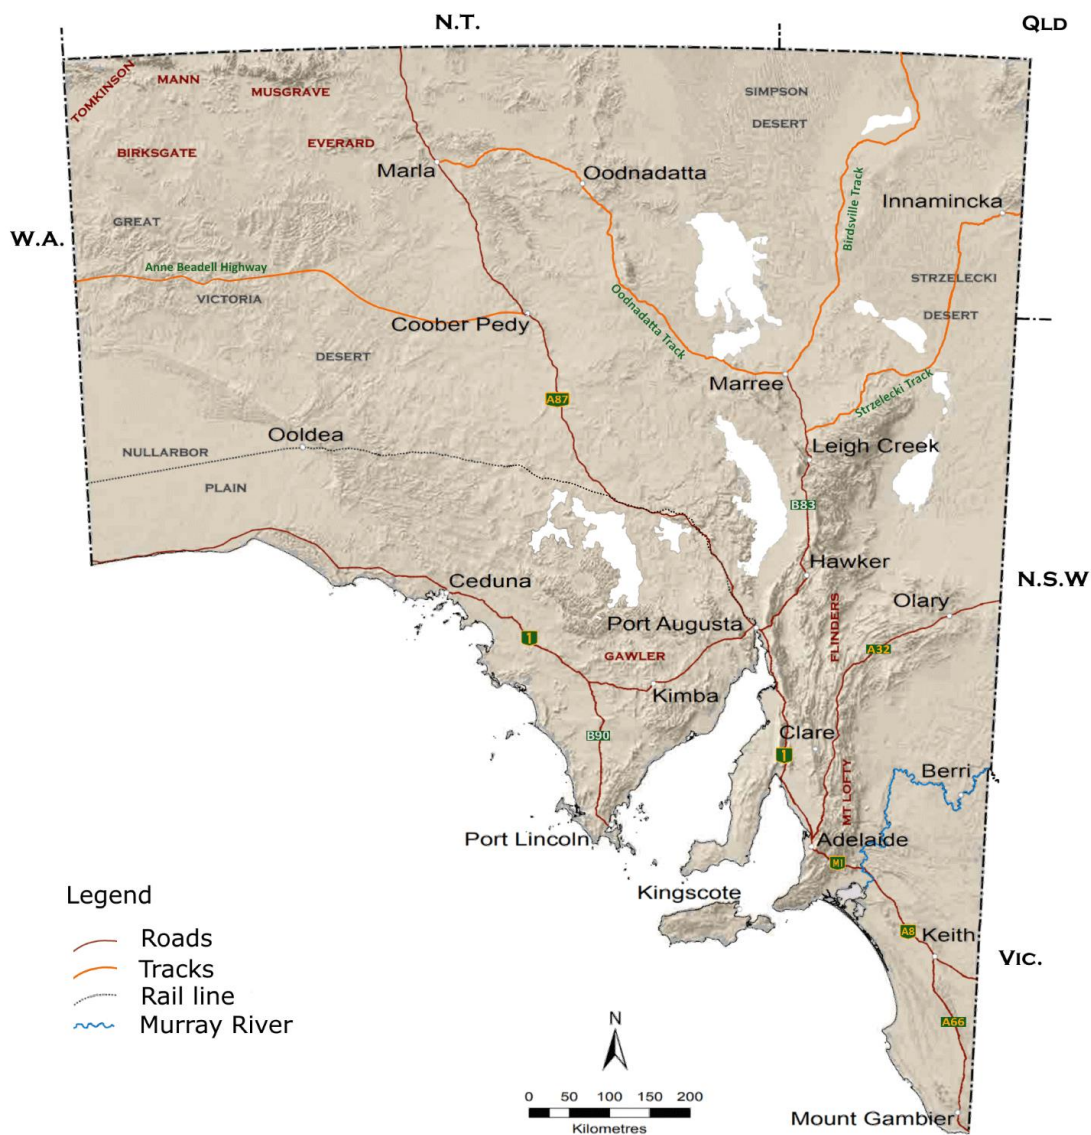 N.T.
QLD
TOMKINSON
MANN
MUSGRAVE
SIMPSON
DESERT
BIRKSGATE
EVERARD
Marla
Oodnadatta
Birdsville Track
Innamincka
GREAT
W.A.
Anne Beadell Highway
VICTORIA
STRZELECKI
DESERT
Oodnadatta Track
Coober Pedy
DESERT
Marree
Strzelecki Track
A87
Ooldea
Leigh Creek
NULLARBOR
PLAIN
B83
Hawker
Ceduna
N.S.W
Olary
Port Augusta
FLINDERS
1
GAWLER
A32
Kimba
B90
Clare
1
Berri
MT LOFTY
Port Lincoln
Adelaide
M1
Kingscote
Legend
Roads
Tracks
Rail line
Murray River
A8
Keith
VIC.
A66
N
0 50 100 150 200
Kilometres
Mount Gambier